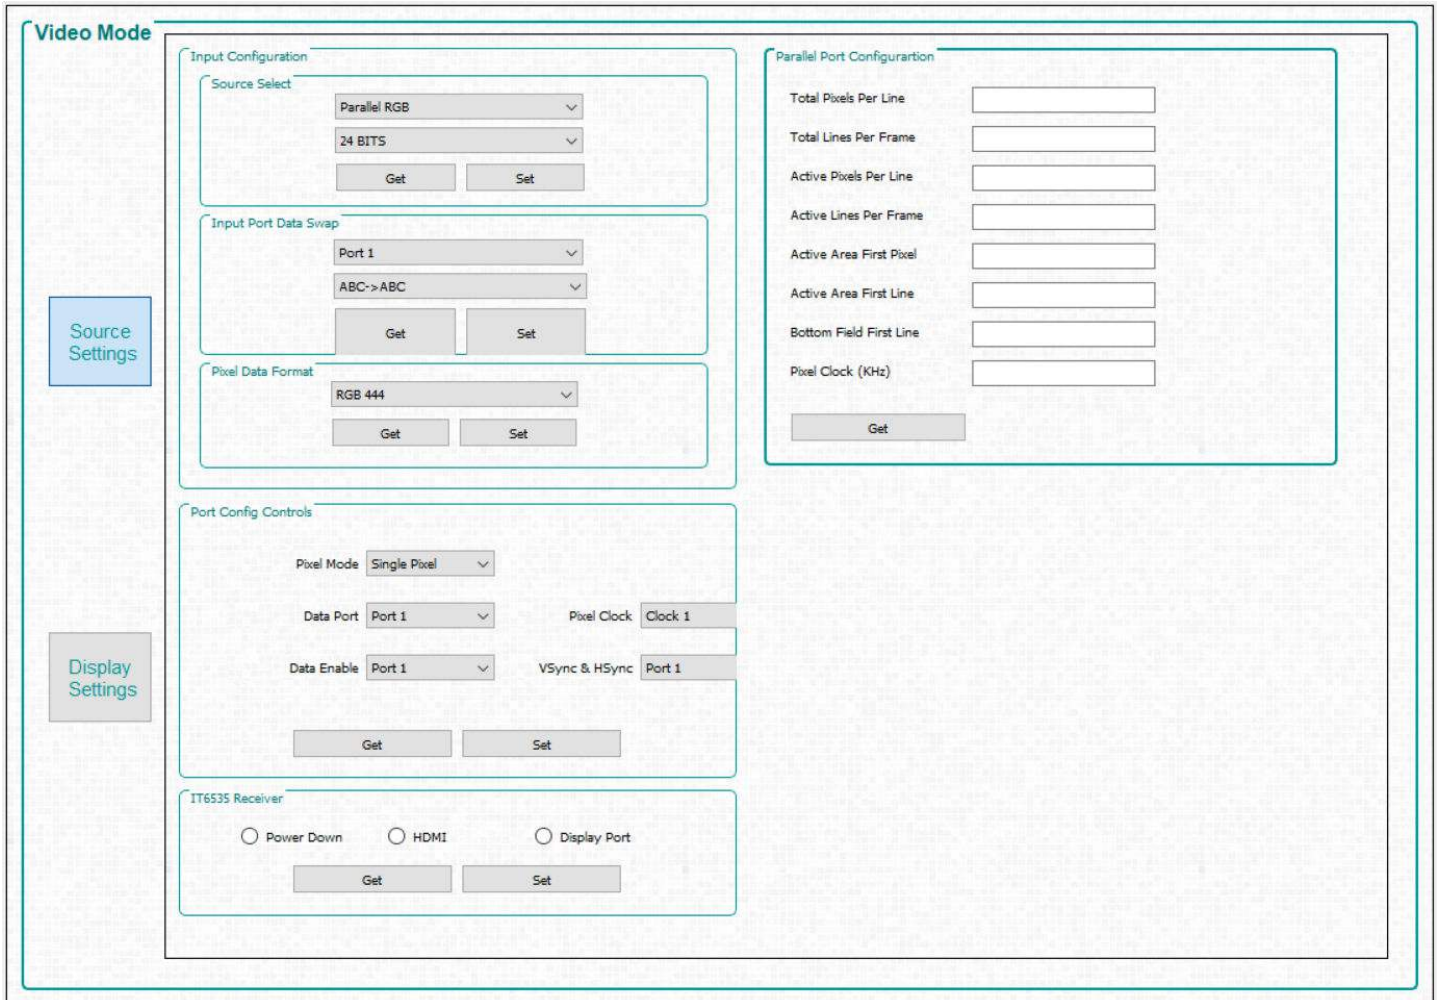 Video Mode
Source Settings
Display Settings
Input Configuration
Source Select
Parallel RGB
24 BITS
Get Set
Input Port Data Swap
Port 1
ABC->ABC
Get Set
Pixel Data Format
RGB 444
Get Set
Port Config Controls
Pixel Mode Single Pixel
Data Port Port 1 Pixel Clock Clock 1
Data Enable Port 1 VSync & HSync Port 1
Get Set
IT6535 Receiver
Power Down HDMI Display Port
Get Set
Parallel Port Configurartion
Total Pixels Per Line
Total Lines Per Frame
Active Pixels Per Line
Active Lines Per Frame
Active Area First Pixel
Active Area First Line
Bottom Field First Line
Pixel Clock (KHz)
Get